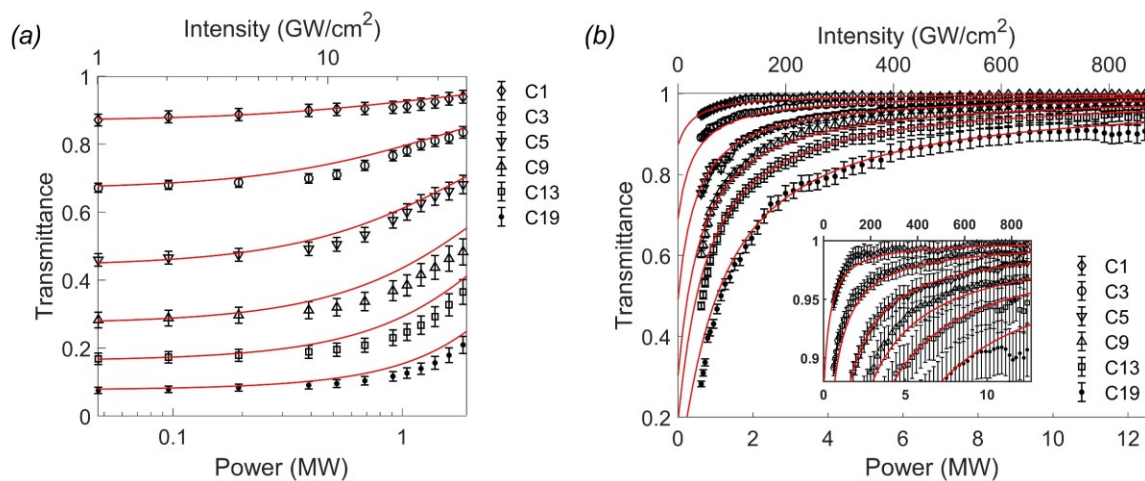 (a)
Intensity (GW/cm2)
1
10
1
0.8
0.6
0.4
0.2
0
Transmittance
0.1
1
Power (MW)
C1
C3
C5
C9
C13
C19
(b)
Intensity (GW/cm2)
0
200
400
600
800
1
0.8
0.6
0.4
0.2
Transmittance
0
2
4
6
8
10
12
Power (MW)
0
200
400
600
800
1
0.95
0.9
0
5
10
C1
C3
C5
C9
C13
C19